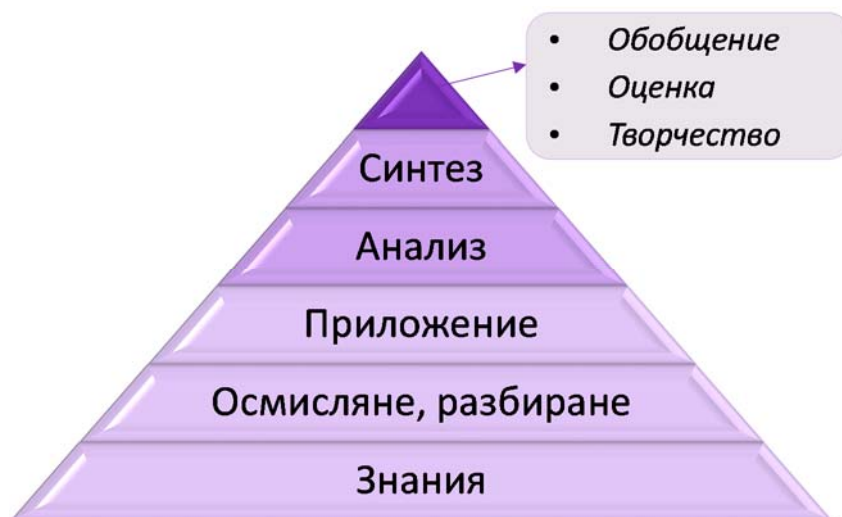 • Обобщение
• Оценка
• Творчество
Синтез
Анализ
Приложение
Осмисляне, разбиране
Знания